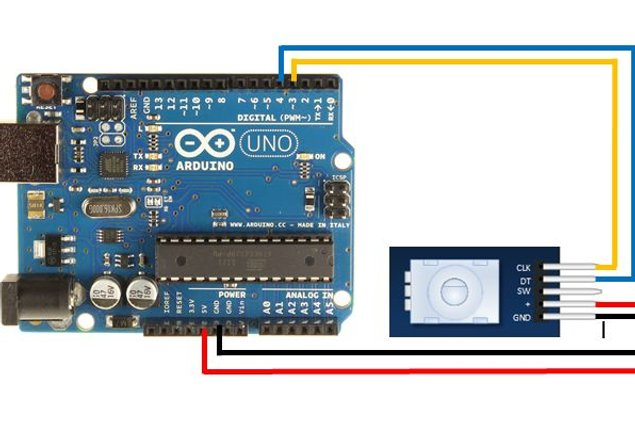 RESET
AREF
GND
13
12
~11
~10
~9
8
7
~6
~5
4
~3
2
TX→1
RX←0
DIGITAL (PWM~)
L
TX
RX
ARDUINO
UNO
ON
ICSP
WWW.ARDUINO.CC - MADE IN ITALY
IOREF
RESET
3.3V
5V
GND
GND
Vin
POWER
ANALOG IN
A0
A1
A2
A3
A4
A5
CLK
DT
SW
+
GND